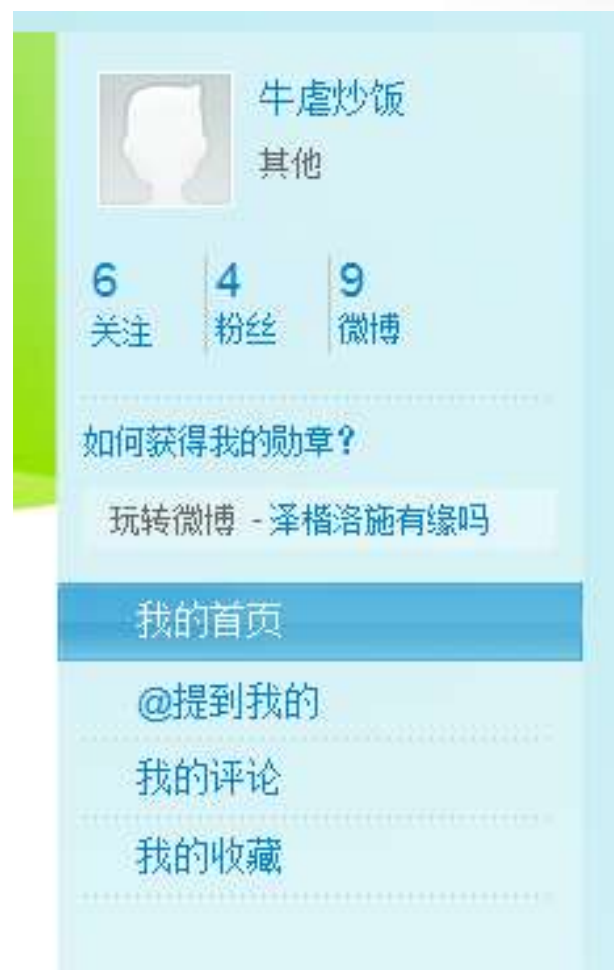 牛虐炒饭
其他
6 4 9
关注 粉丝 微博
如何获得我的勋章？
玩转微博 - 泽楷洛施有缘吗
我的首页
@提到我的
我的评论
我的收藏